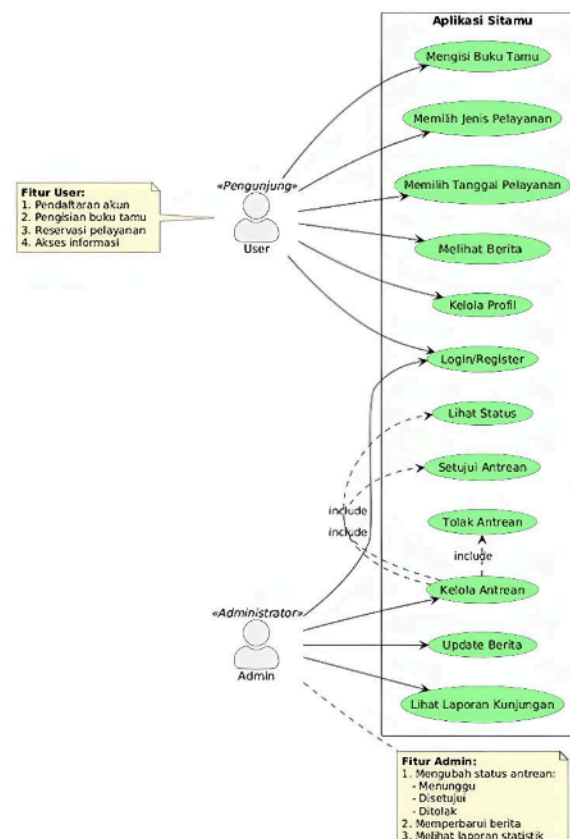 Aplikasi Sitamu
Mengisi Buku Tamu
Memilih Jenis Pelayanan
Memilih Tanggal Pelayanan
Melihat Berita
Kelola Profil
Login/Register
Lihat Status
Setujui Antrean
Tolak Antrean
Kelola Antrean
Update Berita
Lihat Laporan Kunjungan
«Pengunjung»
User
Fitur User:
1. Pendaftaran akun
2. Pengisian buku tamu
3. Reservasi pelayanan
4. Akses informasi
include
include
include
«Administrator»
Admin
Fitur Admin:
1. Mengubah status antrean:
- Menunggu
- Disetujui
- Ditolak
2. Memperbarui berita
3. Melihat laporan statistik